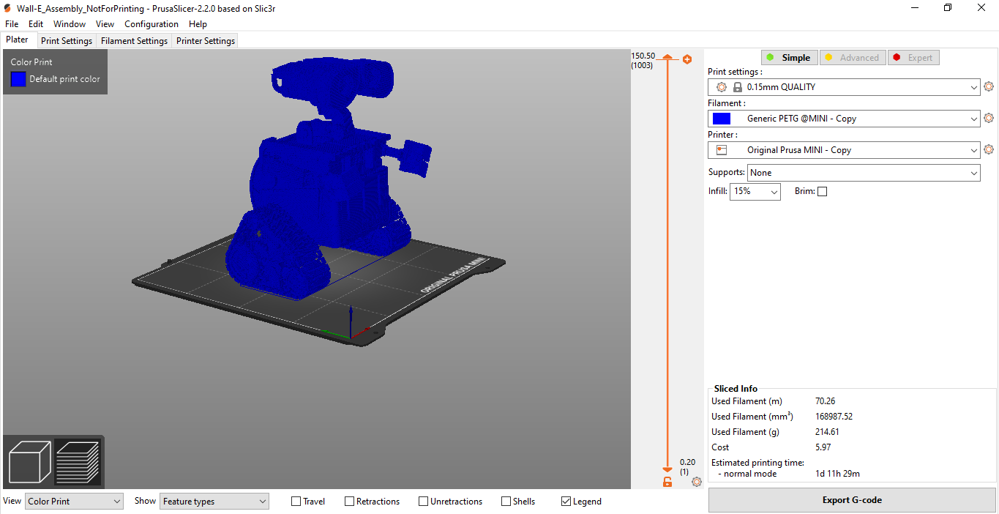 Wall-E_Assembly_NotForPrinting - PrusaSlicer-2.2.0 based on Slic3r
File Edit Window View Configuration Help
Plater Print Settings Filament Settings Printer Settings
Color Print
Default print color
150.50
(1003)
ORIGINAL PRUSA MINI
0.20
(1)
Simple Advanced Expert
Print settings :
0.15mm QUALITY
Filament :
Generic PETG @MINI - Copy
Printer :
Original Prusa MINI - Copy
Supports: None
Infill: 15% Brim:
Sliced Info
Used Filament (m) 70.26
Used Filament (mm³) 168987.52
Used Filament (g) 214.61
Cost 5.97
Estimated printing time:
- normal mode 1d 11h 29m
View Color Print Show Feature types Travel Retractions Unretractions Shells Legend
Export G-code